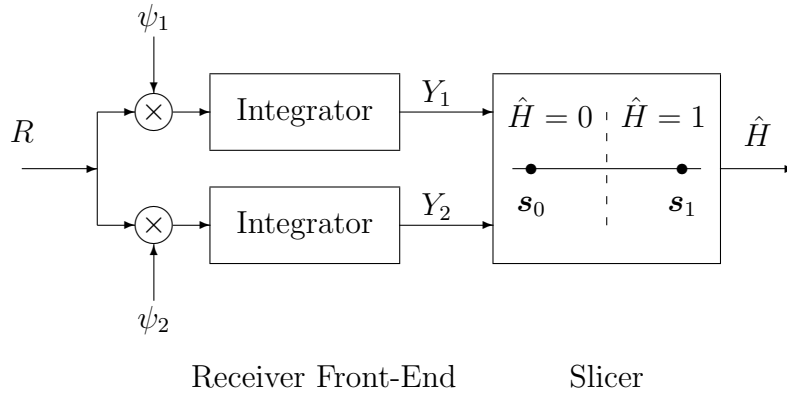 ψ₁
R
×
Integrator
Y₁
Ĥ = 0
Ĥ = 1
Ĥ
s₀
s₁
×
Integrator
Y₂
ψ₂
Receiver Front-End
Slicer